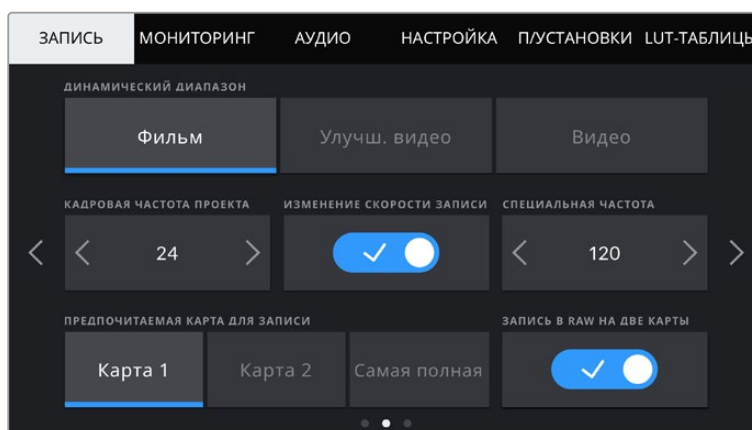 ЗАПИСЬ МОНИТОРИНГ АУДИО НАСТРОЙКА П/УСТАНОВКИ LUT-ТАБЛИЦЫ
ДИНАМИЧЕСКИЙ ДИАПАЗОН
Фильм Улучш. видео Видео
КАДРОВАЯ ЧАСТОТА ПРОЕКТА ИЗМЕНЕНИЕ СКОРОСТИ ЗАПИСИ СПЕЦИАЛЬНАЯ ЧАСТОТА
24 120
ПРЕДПОЧИТАЕМАЯ КАРТА ДЛЯ ЗАПИСИ ЗАПИСЬ В RAW НА ДВЕ КАРТЫ
Карта 1 Карта 2 Самая полная